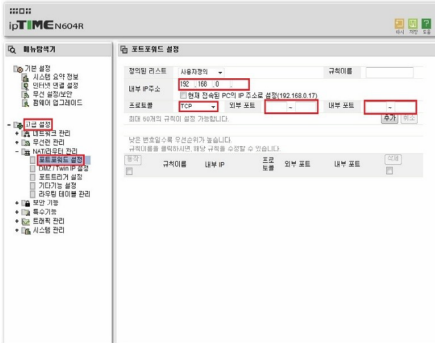 ipTIME N604R
메뉴탐색기
기본 설정
시스템 요약 정보
인터넷 연결 설정
무선 설정/보안
펌웨어 업그레이드
고급 설정
네트워크 관리
무선랜 관리
NAT/라우터 관리
포트포워드 설정
DMZ / Twin IP 설정
포트트리거 설정
기타기능 설정
라우팅 테이블 관리
보안 기능
특수기능
트래픽 관리
시스템 관리
포트포워드 설정
정의된 리스트 사용자정의 규칙이름
내부 IP주소 192 . 168 . 0 .
현재 접속된 PC의 IP 주소로 설정(192.168.0.17)
프로토콜 TCP 외부 포트 - 내부 포트 -
최대 60개의 규칙이 설정 가능합니다. 추가 취소
낮은 번호일수록 우선순위가 높습니다.
규칙이름을 클릭하시면, 해당 규칙을 수정할 수 있습니다.
동작 규칙이름 내부 IP 프로토콜 외부 포트 내부 포트 삭제